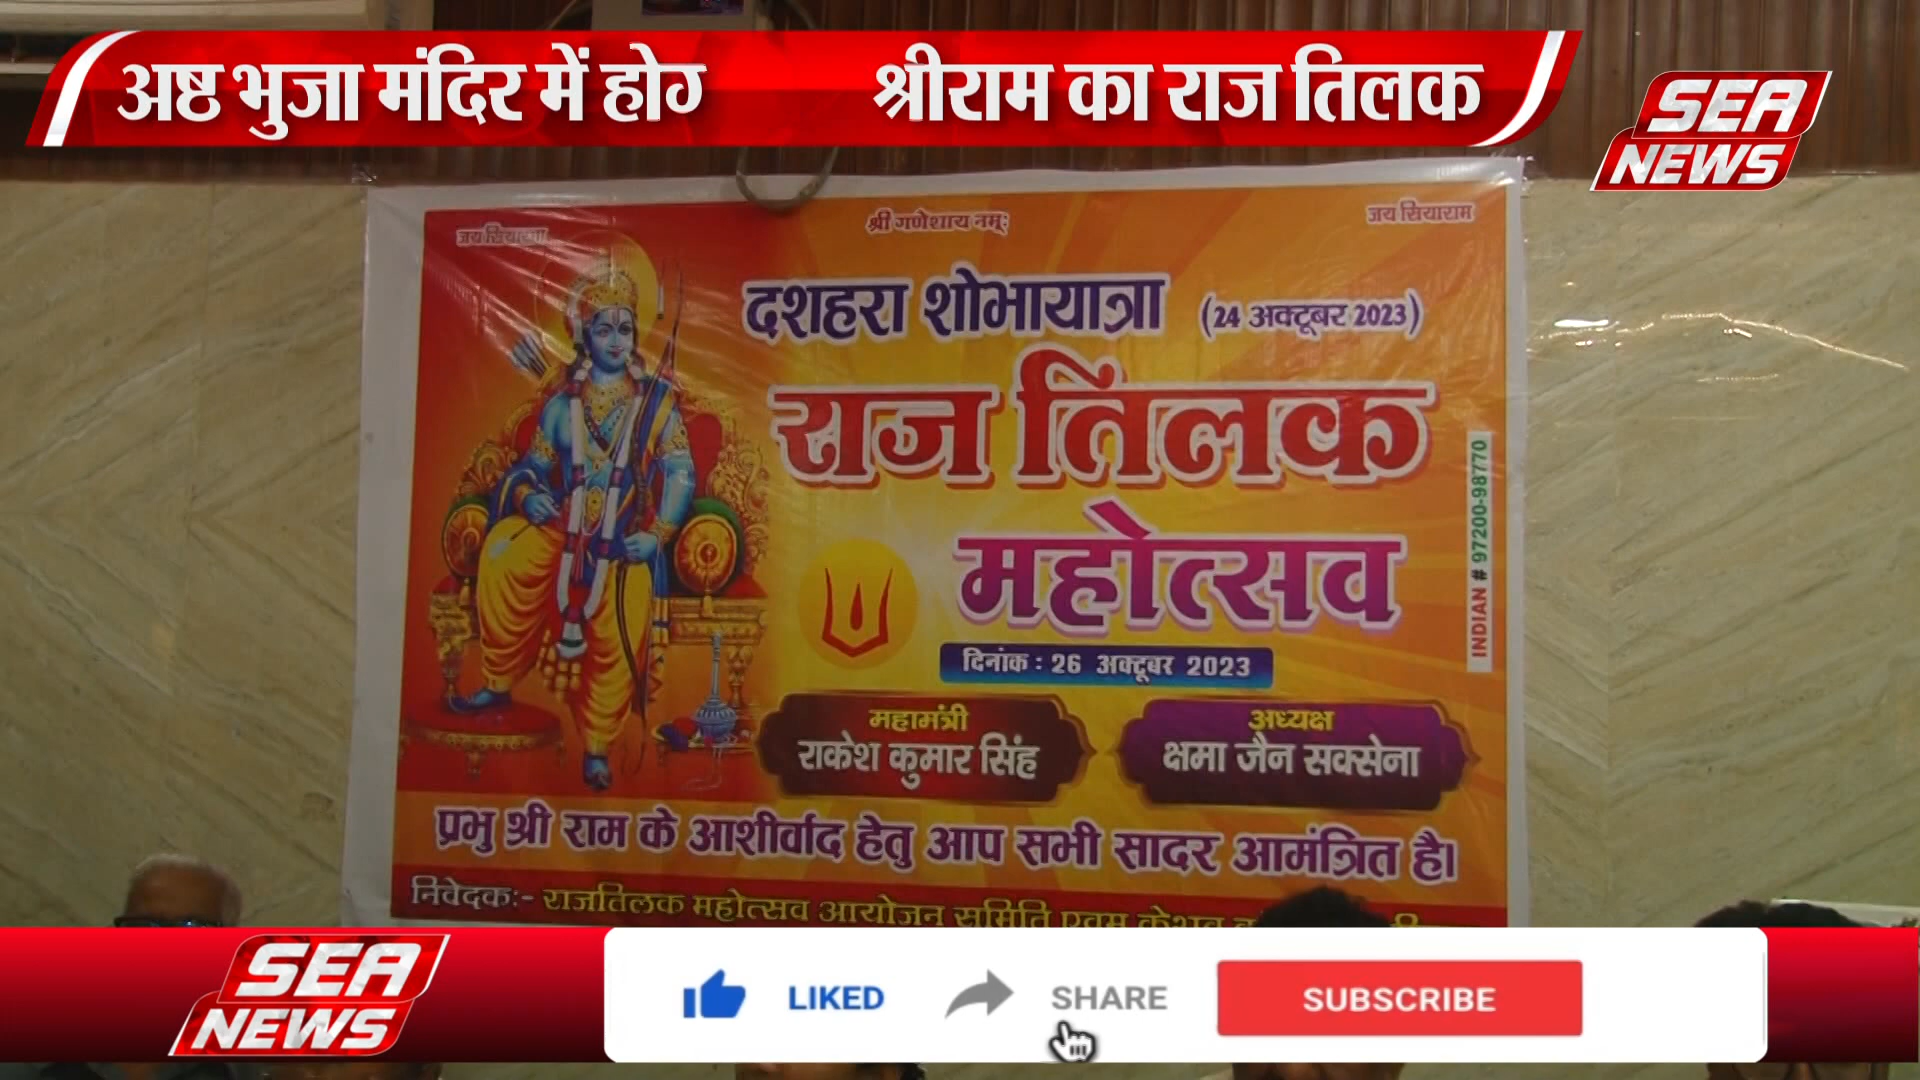 अष्ट भुजा मंदिर में होग श्रीराम का राज तिलक
SEA
NEWS
जय सियाराम
श्री गणेशाय नमः
जय सियाराम
दशहरा शोभायात्रा (24 अक्टूबर 2023)
राज तिलक
महोत्सव
INDIAN # 97200-98770
दिनांक : 26 अक्टूबर 2023
महामंत्री
राकेश कुमार सिंह
अध्यक्ष
क्षमा जैन सक्सेना
प्रभु श्री राम के आशीर्वाद हेतु आप सभी सादर आमंत्रित है।
निवेदक:- राजतिलक महोत्सव आयोजन समिति एवम केशव
SEA
NEWS
LIKED
SHARE
SUBSCRIBE